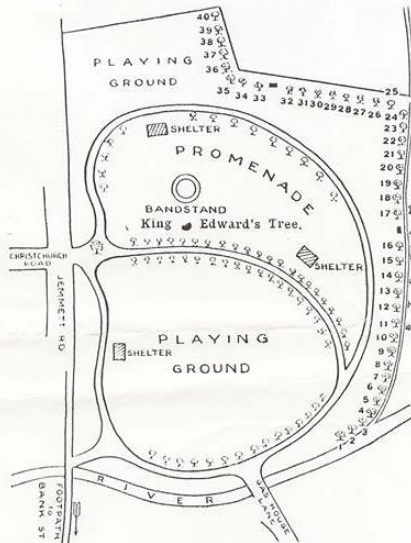 40
39
38
37
36
35 34 33 32 31 30 29 28 27 26 25
PLAYING
GROUND
24
23
22
21
20
19
18
17
16
15
14
13
12
11
10
9
8
7
6
5
4
3
2
1
SHELTER
PROMENADE
BANDSTAND
King Edward's Tree.
SHELTER
CHRISTCHURCH
ROAD
JEMMETT RD
PLAYING
GROUND
SHELTER
RIVER
GAS HOUSE
LANE
FOOTPATH
TO
BANK ST